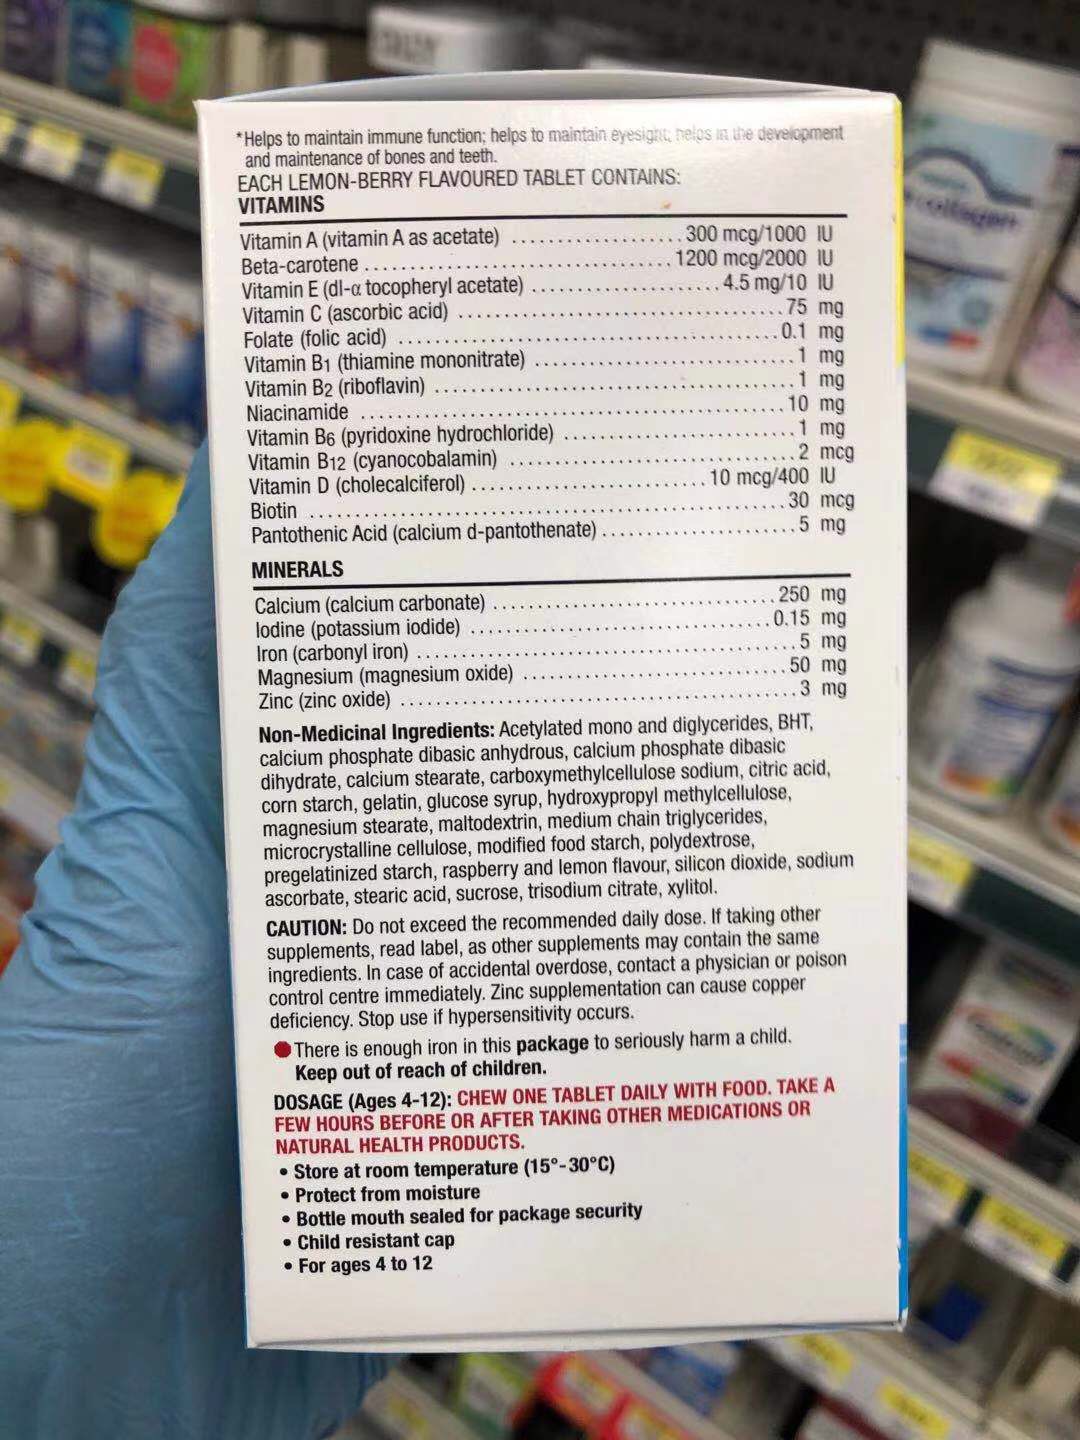 *Helps to maintain immune function; helps to maintain eyesight; helps in the development
and maintenance of bones and teeth.
EACH LEMON-BERRY FLAVOURED TABLET CONTAINS:
VITAMINS
Vitamin A (vitamin A as acetate) .................. 300 mcg/1000 IU
Beta-carotene .................................. 1200 mcg/2000 IU
Vitamin E (dl-α tocopheryl acetate) .................... 4.5 mg/10 IU
Vitamin C (ascorbic acid) .................................. 75 mg
Folate (folic acid) ....................................... 0.1 mg
Vitamin B1 (thiamine mononitrate) ........................... 1 mg
Vitamin B2 (riboflavin) ..................................... 1 mg
Niacinamide ............................................. 10 mg
Vitamin B6 (pyridoxine hydrochloride) ........................ 1 mg
Vitamin B12 (cyanocobalamin) .............................. 2 mcg
Vitamin D (cholecalciferol) ........................ 10 mcg/400 IU
Biotin .................................................. 30 mcg
Pantothenic Acid (calcium d-pantothenate) ................... 5 mg
MINERALS
Calcium (calcium carbonate) .............................. 250 mg
Iodine (potassium iodide) ............................... 0.15 mg
Iron (carbonyl iron) ....................................... 5 mg
Magnesium (magnesium oxide) ............................. 50 mg
Zinc (zinc oxide) .......................................... 3 mg
Non-Medicinal Ingredients: Acetylated mono and diglycerides, BHT,
calcium phosphate dibasic anhydrous, calcium phosphate dibasic
dihydrate, calcium stearate, carboxymethylcellulose sodium, citric acid,
corn starch, gelatin, glucose syrup, hydroxypropyl methylcellulose,
magnesium stearate, maltodextrin, medium chain triglycerides,
microcrystalline cellulose, modified food starch, polydextrose,
pregelatinized starch, raspberry and lemon flavour, silicon dioxide, sodium
ascorbate, stearic acid, sucrose, trisodium citrate, xylitol.
CAUTION: Do not exceed the recommended daily dose. If taking other
supplements, read label, as other supplements may contain the same
ingredients. In case of accidental overdose, contact a physician or poison
control centre immediately. Zinc supplementation can cause copper
deficiency. Stop use if hypersensitivity occurs.
There is enough iron in this package to seriously harm a child.
Keep out of reach of children.
DOSAGE (Ages 4-12): CHEW ONE TABLET DAILY WITH FOOD. TAKE A
FEW HOURS BEFORE OR AFTER TAKING OTHER MEDICATIONS OR
NATURAL HEALTH PRODUCTS.
• Store at room temperature (15°-30°C)
• Protect from moisture
• Bottle mouth sealed for package security
• Child resistant cap
• For ages 4 to 12
collagen